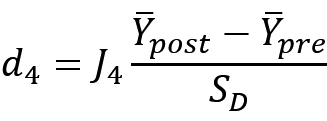 d₄ = J₄ (Ȳ_post − Ȳ_pre) / S_D